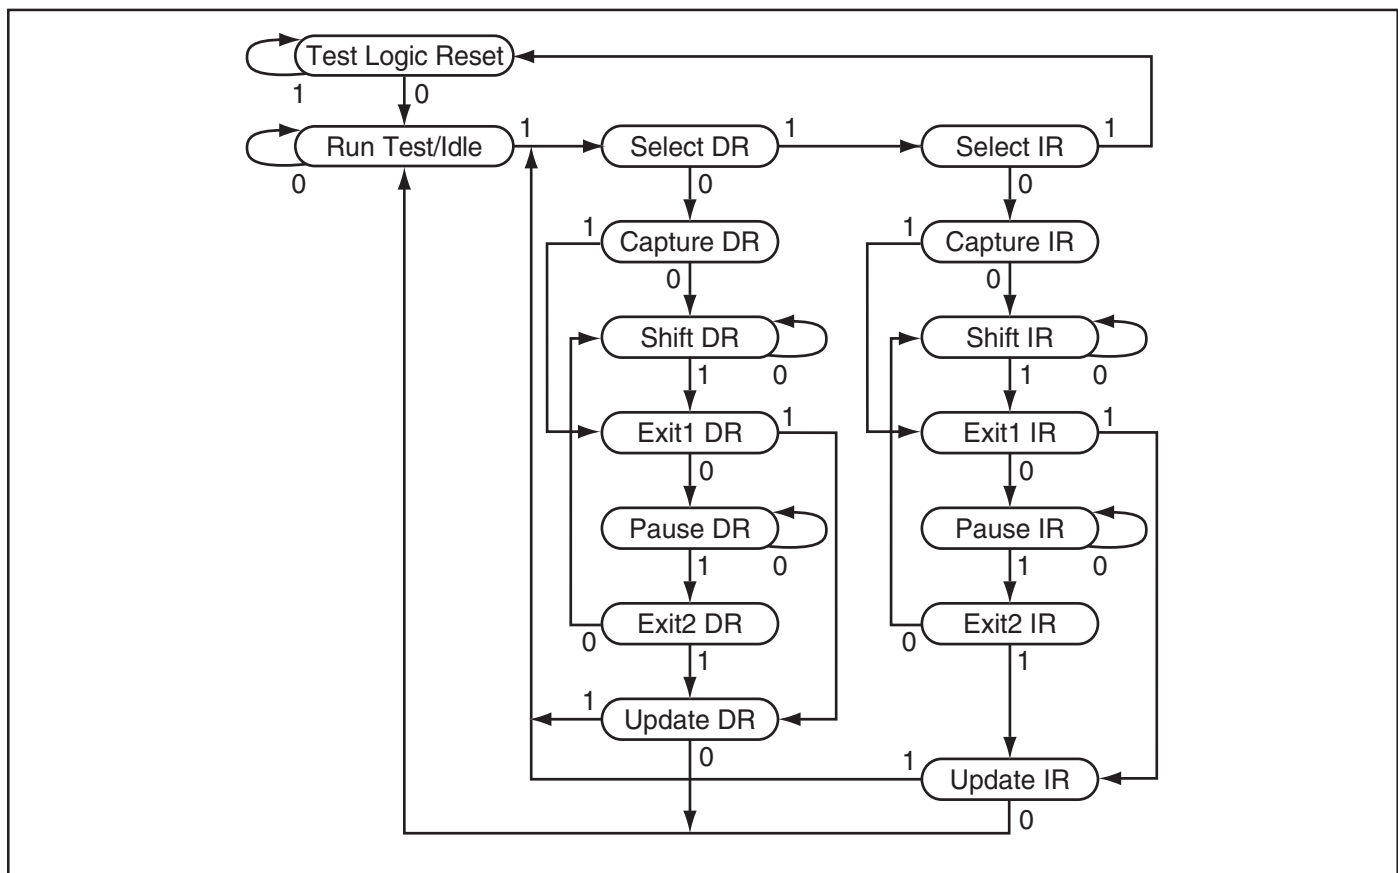 Test Logic Reset
1 0
Run Test/Idle
1
0
Select DR
1
Select IR
1
0
0
1
Capture DR
1
Capture IR
0
0
Shift DR
Shift IR
1 0
1 0
Exit1 DR
1
Exit1 IR
1
0
0
Pause DR
Pause IR
1 0
1 0
Exit2 DR
Exit2 IR
0
1
0
1
1
Update DR
0
1
Update IR
0